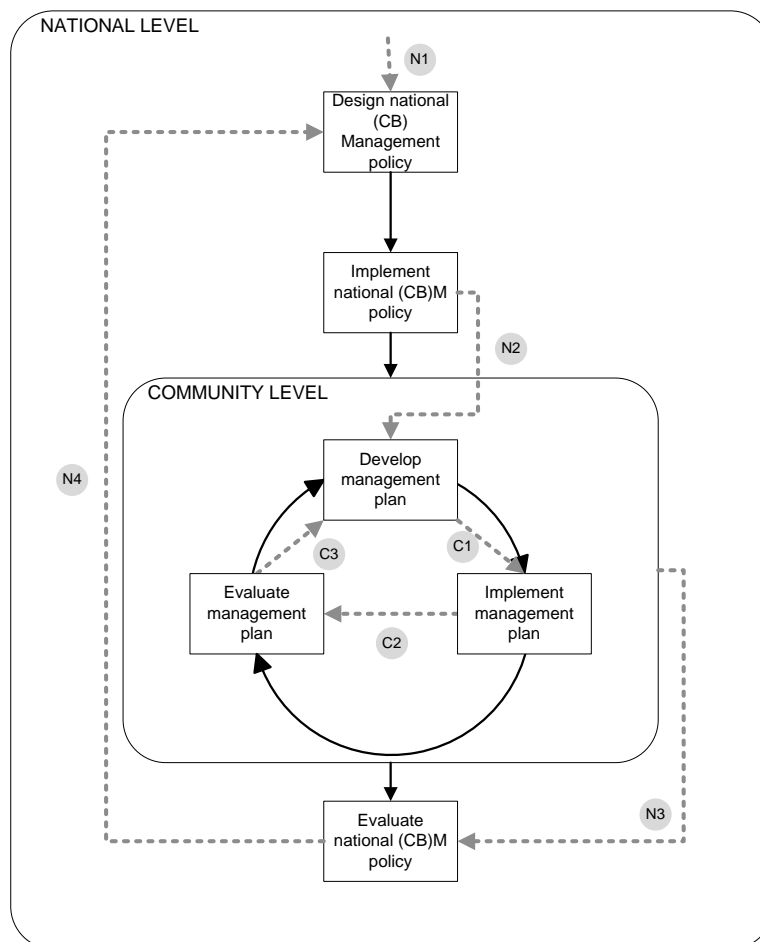 NATIONAL LEVEL
N1
Design national
(CB)
Management
policy
Implement
national (CB)M
policy
N2
COMMUNITY LEVEL
Develop
management
plan
N4
C3
C1
Evaluate
management
plan
Implement
management
plan
C2
Evaluate
national (CB)M
policy
N3